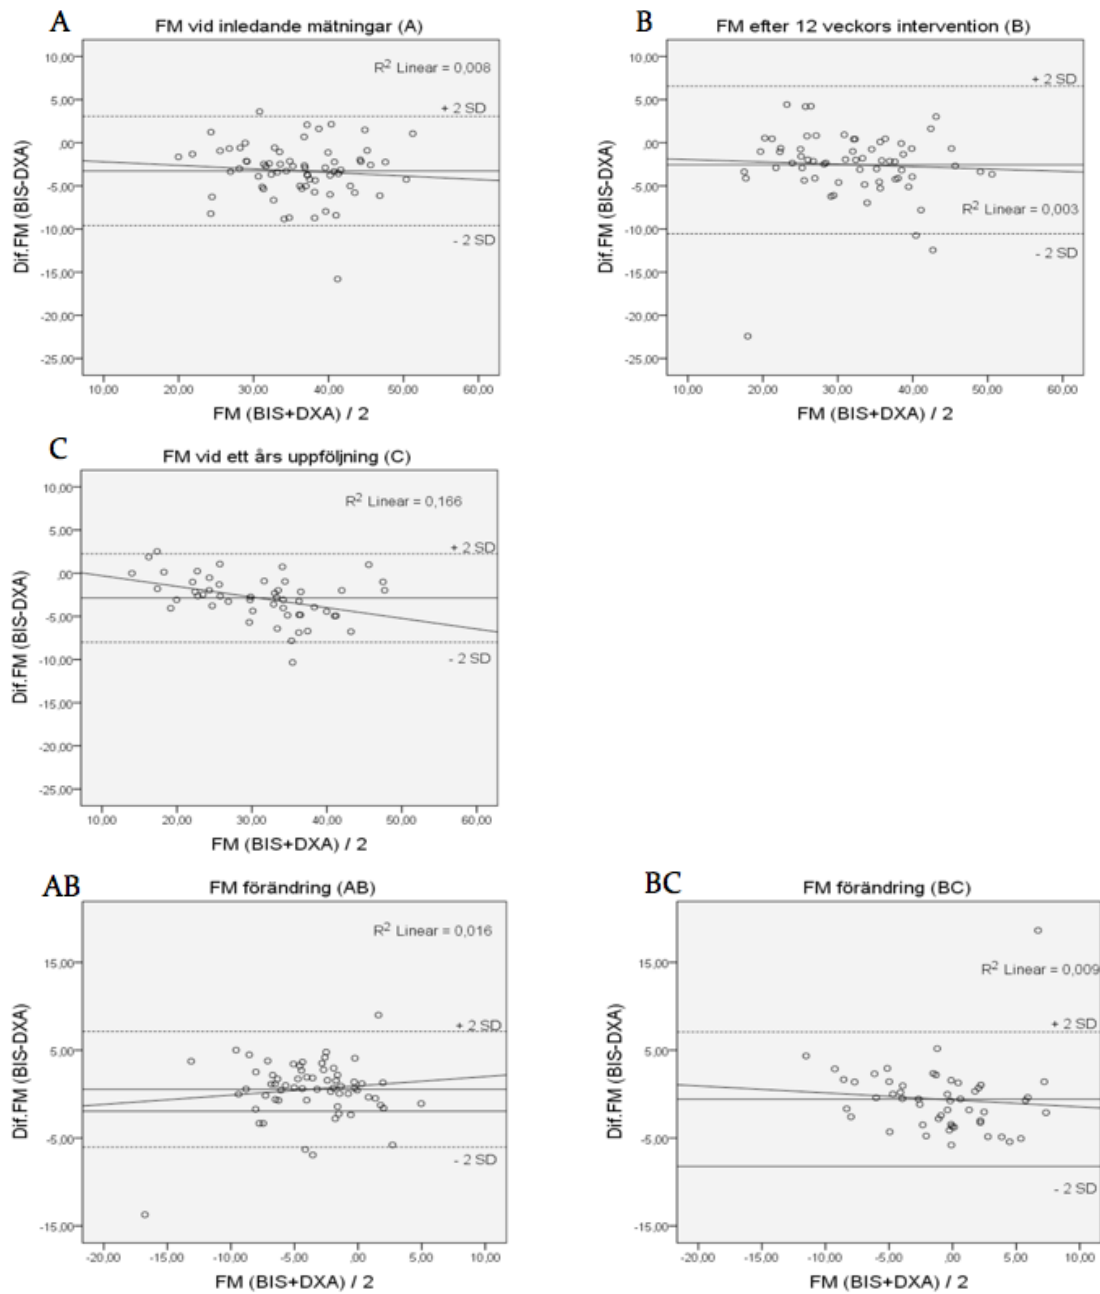 A
FM vid inledande mätningar (A)
10,00
5,00
,00
-5,00
-10,00
-15,00
-20,00
-25,00
R² Linear = 0,008
+ 2 SD
- 2 SD
Dif.FM (BIS-DXA)
10,00 20,00 30,00 40,00 50,00 60,00
FM (BIS+DXA) / 2
B
FM efter 12 veckors intervention (B)
10,00
5,00
,00
-5,00
-10,00
-15,00
-20,00
-25,00
+ 2 SD
R² Linear = 0,003
- 2 SD
Dif.FM (BIS-DXA)
10,00 20,00 30,00 40,00 50,00 60,00
FM (BIS+DXA) / 2
C
FM vid ett års uppföljning (C)
10,00
5,00
,00
-5,00
-10,00
-15,00
-20,00
-25,00
R² Linear = 0,166
+ 2 SD
- 2 SD
Dif.FM (BIS-DXA)
10,00 20,00 30,00 40,00 50,00 60,00
FM (BIS+DXA) / 2
AB
FM förändring (AB)
15,00
5,00
-5,00
-15,00
R² Linear = 0,016
+ 2 SD
- 2 SD
Dif.FM (BIS-DXA)
-20,00 -15,00 -10,00 -5,00 ,00 5,00 10,00
FM (BIS+DXA) / 2
BC
FM förändring (BC)
15,00
5,00
-5,00
-15,00
R² Linear = 0,009
+ 2 SD
- 2 SD
Dif.FM (BIS-DXA)
-20,00 -15,00 -10,00 -5,00 ,00 5,00 10,00
FM (BIS+DXA) / 2